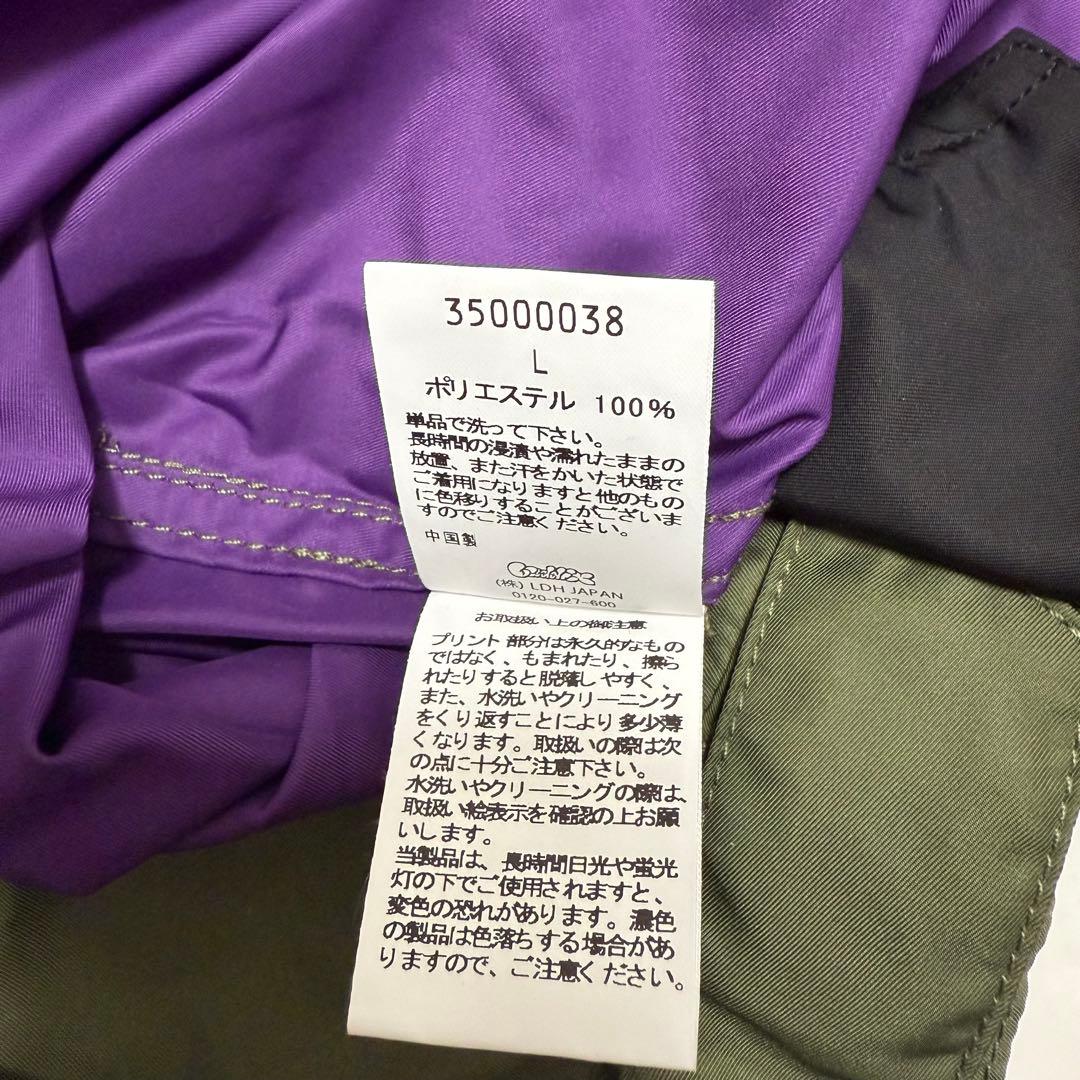 35000038
L
ポリエステル 100%
単品で洗って下さい。
長時間の浸漬や濡れたままの
放置、また汗をかいた状態で
ご着用になりますと他のもの
に色移りすることがございま
すのでご注意ください。
中国製
(株) LDH JAPAN
0120-027-600
お取扱い上の御注意
プリント部分は永久的なもの
ではなく、もまれたり、擦ら
れたりすると脱落しやすく、
また、水洗いやクリーニング
をくり返すことにより多少薄
くなります。取扱いの際は次
の点に十分ご注意下さい。
水洗いやクリーニングの際は、
取扱い絵表示を確認の上お願
いします。
当製品は、長時間日光や蛍光
灯の下でご使用されますと、
変色の恐れがあります。濃色
の製品は色落ちする場合があ
りますので、ご注意ください。